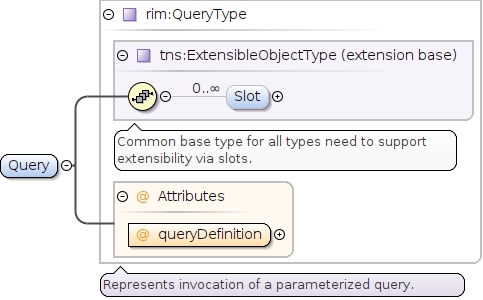 rim:QueryType
tns:ExtensibleObjectType (extension base)
0..∞
Slot
Common base type for all types need to support
extensibility via slots.
Query
@ Attributes
@ queryDefinition
Represents invocation of a parameterized query.